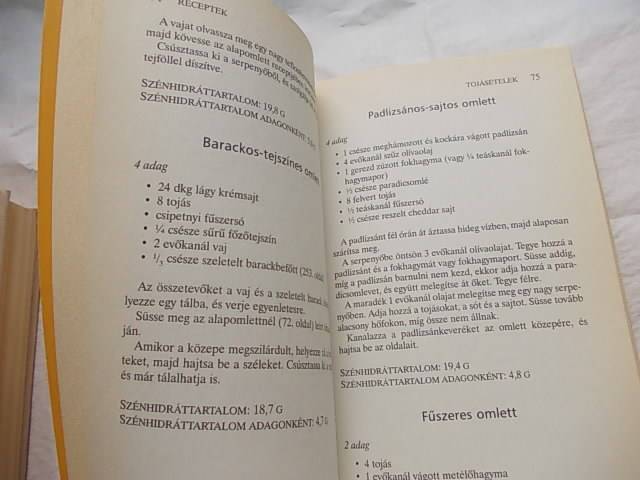 RECEPTEK
A vajat olvassza meg egy nagy
majd kövesse az alapomlett
Csúsztassa ki a serpenyőből, és
tejföllel díszítve.
SZÉNHIDRÁTTARTALOM: 19,8 G
SZÉNHIDRÁTTARTALOM ADAGONKÉNT:
Barackos-tejszínes
4 adag
• 24 dkg lágy krémsajt
• 8 tojás
• csipetnyi fűszersó
• ¼ csésze sűrű főzőtejszín
• 2 evőkanál vaj
• csésze szeletelt barackbefőtt (253.
Az összetevőket a vaj és a szeletelt
lyezze egy tálba, és verje egyenletesre.
Süsse meg az alapomlettnél (72. oldal)
ján.
Amikor a közepe megszilárdult, helyezze
teket, majd hajtsa be a széleket. Csúsztassa ki
és már tálalhatja is.
SZÉNHIDRÁTTARTALOM: 18,7 G
SZÉNHIDRÁTTARTALOM ADAGONKÉNT: 4,7 G
TOJÁSÉTELEK 75
Padlizsános-sajtos omlett
4 adag
• 1 csésze meghámozott és kockára vágott padlizsán
• 4 evőkanál szűz olívaolaj
• 1 gerezd zúzott fokhagyma (vagy ¼ teáskanál fok-
hagymapor)
• ½ csésze paradicsomlé
• 8 felvert tojás
• ½ teáskanál fűszersó
• ½ csésze reszelt cheddar sajt
A padlizsánt fél órán át áztassa hideg vízben, majd alaposan
szárítsa meg.
A serpenyőbe öntsön 3 evőkanál olívaolajat. Tegye hozzá a
padlizsánt és a fokhagymát vagy fokhagymaport. Süsse addig,
míg a padlizsán barnulni nem kezd, ekkor adja hozzá a para-
dicsomlevet, és együtt melegítse át őket. Tegye félre.
A maradék 1 evőkanál olajat melegítse meg egy nagy serpe-
nyőben. Adja hozzá a tojásokat, a sót és a sajtot. Süsse tovább
alacsony hőfokon, míg össze nem állnak.
Kanalazza a padlizsánkeveréket az omlett közepére, és
hajtsa be az oldalait.
SZÉNHIDRÁTTARTALOM: 19,4 G
SZÉNHIDRÁTTARTALOM ADAGONKÉNT: 4,8 G
Fűszeres omlett
2 adag
• 4 tojás
• 1 evőkanál vágott metélőhagyma